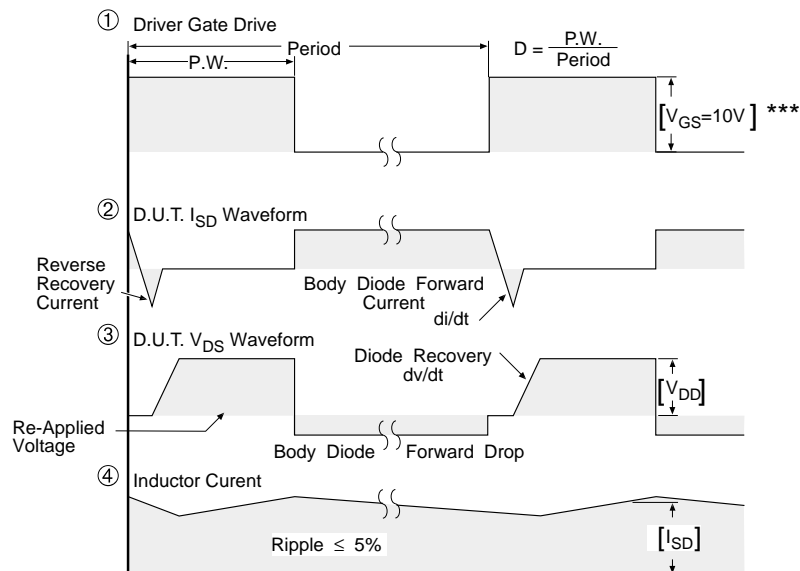 ① Driver Gate Drive
Period
P.W.
D = P.W. / Period
[VGS=10V] ***
② D.U.T. ISD Waveform
Reverse
Recovery
Current
Body Diode Forward
Current
di/dt
③ D.U.T. VDS Waveform
Diode Recovery
dv/dt
[VDD]
Re-Applied
Voltage
Body Diode Forward Drop
④ Inductor Curent
Ripple ≤ 5%
[ISD]